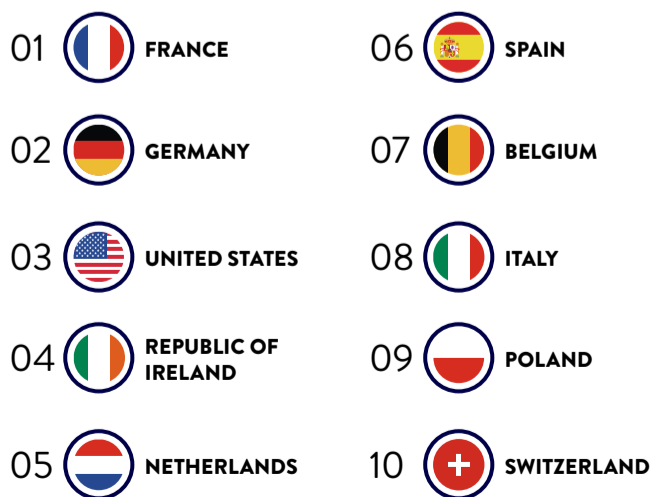 01 FRANCE
02 GERMANY
03 UNITED STATES
04 REPUBLIC OF
IRELAND
05 NETHERLANDS
06 SPAIN
07 BELGIUM
08 ITALY
09 POLAND
10 SWITZERLAND